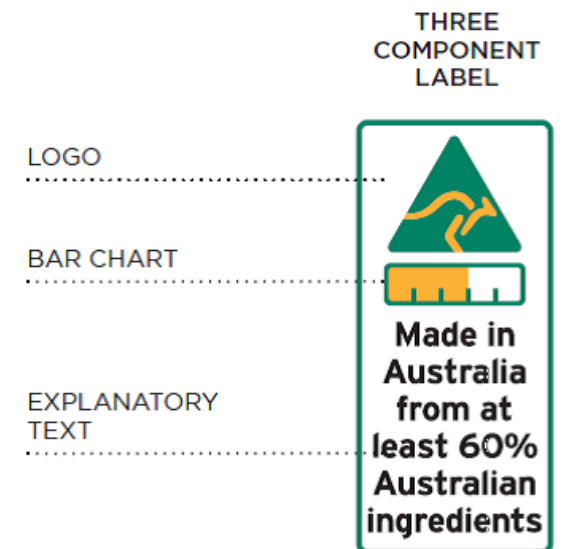 THREE
COMPONENT
LABEL
LOGO
BAR CHART
EXPLANATORY
TEXT
Made in
Australia
from at
least 60%
Australian
ingredients